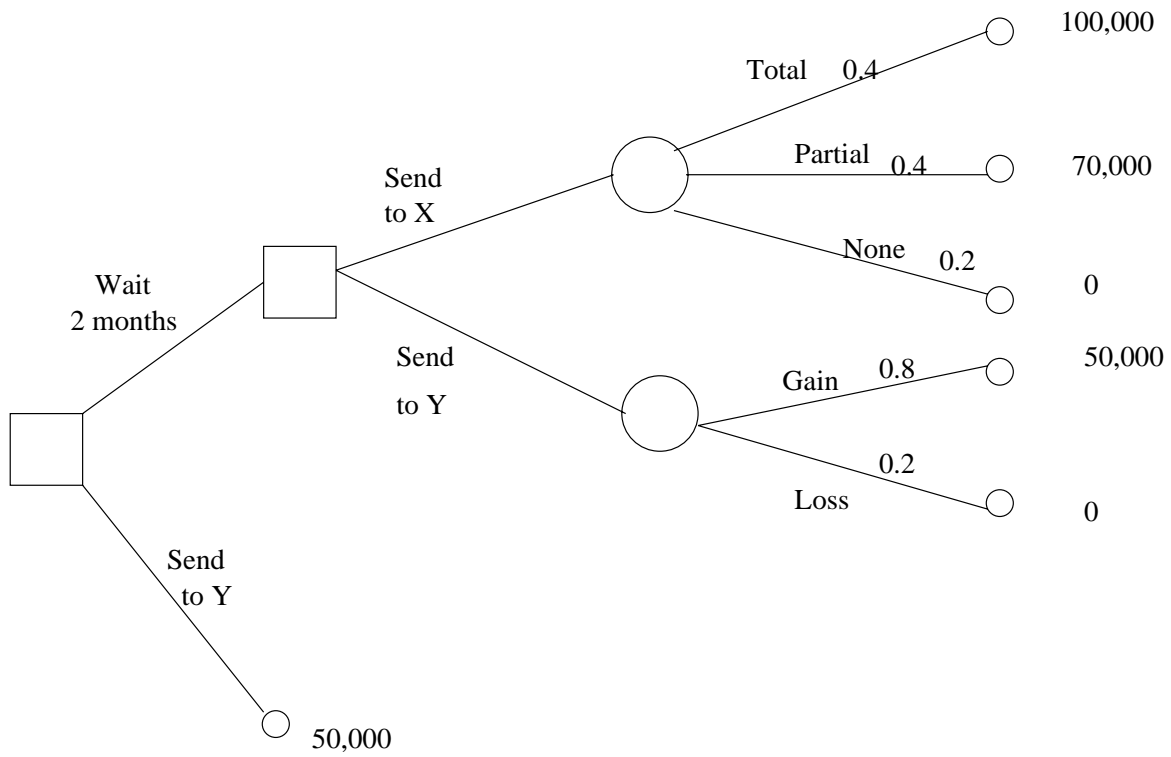 100,000
Total 0.4
Partial 0.4
70,000
Send
to X
None 0.2
0
Wait
2 months
Send
to Y
Gain 0.8
50,000
0.2
Loss
0
Send
to Y
50,000